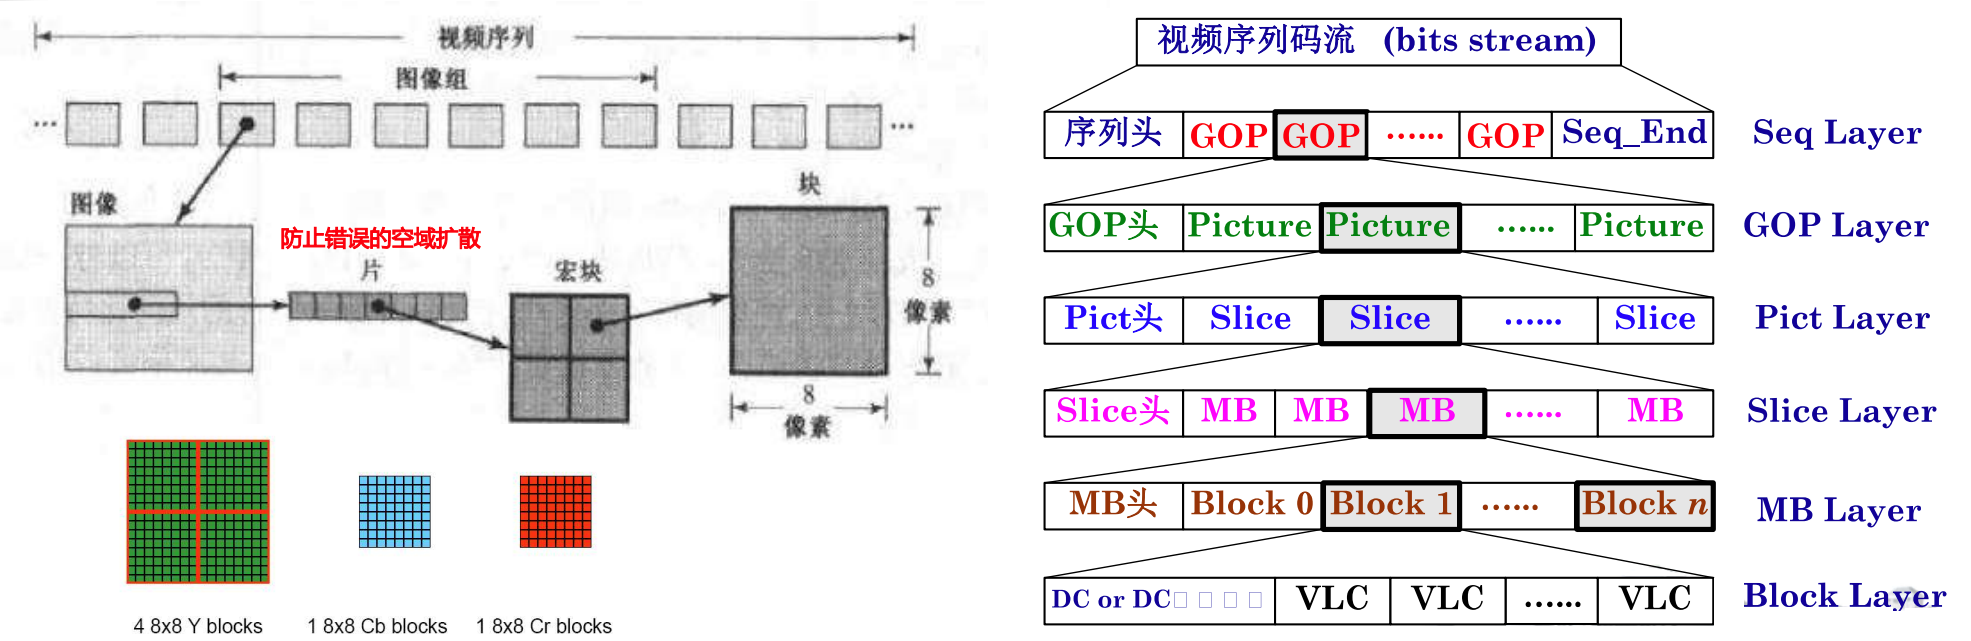 视频序列
图像组
...
...
图像
防止错误的空域扩散
片
宏块
块
8
像素
8
像素
4 8x8 Y blocks
1 8x8 Cb blocks
1 8x8 Cr blocks
视频序列码流 (bits stream)
序列头 GOP GOP ...... GOP Seq_End Seq Layer
GOP头 Picture Picture ...... Picture GOP Layer
Pict头 Slice Slice ...... Slice Pict Layer
Slice头 MB MB MB ...... MB Slice Layer
MB头 Block 0 Block 1 ...... Block n MB Layer
DC or DC□□□□ VLC VLC ...... VLC Block Layer